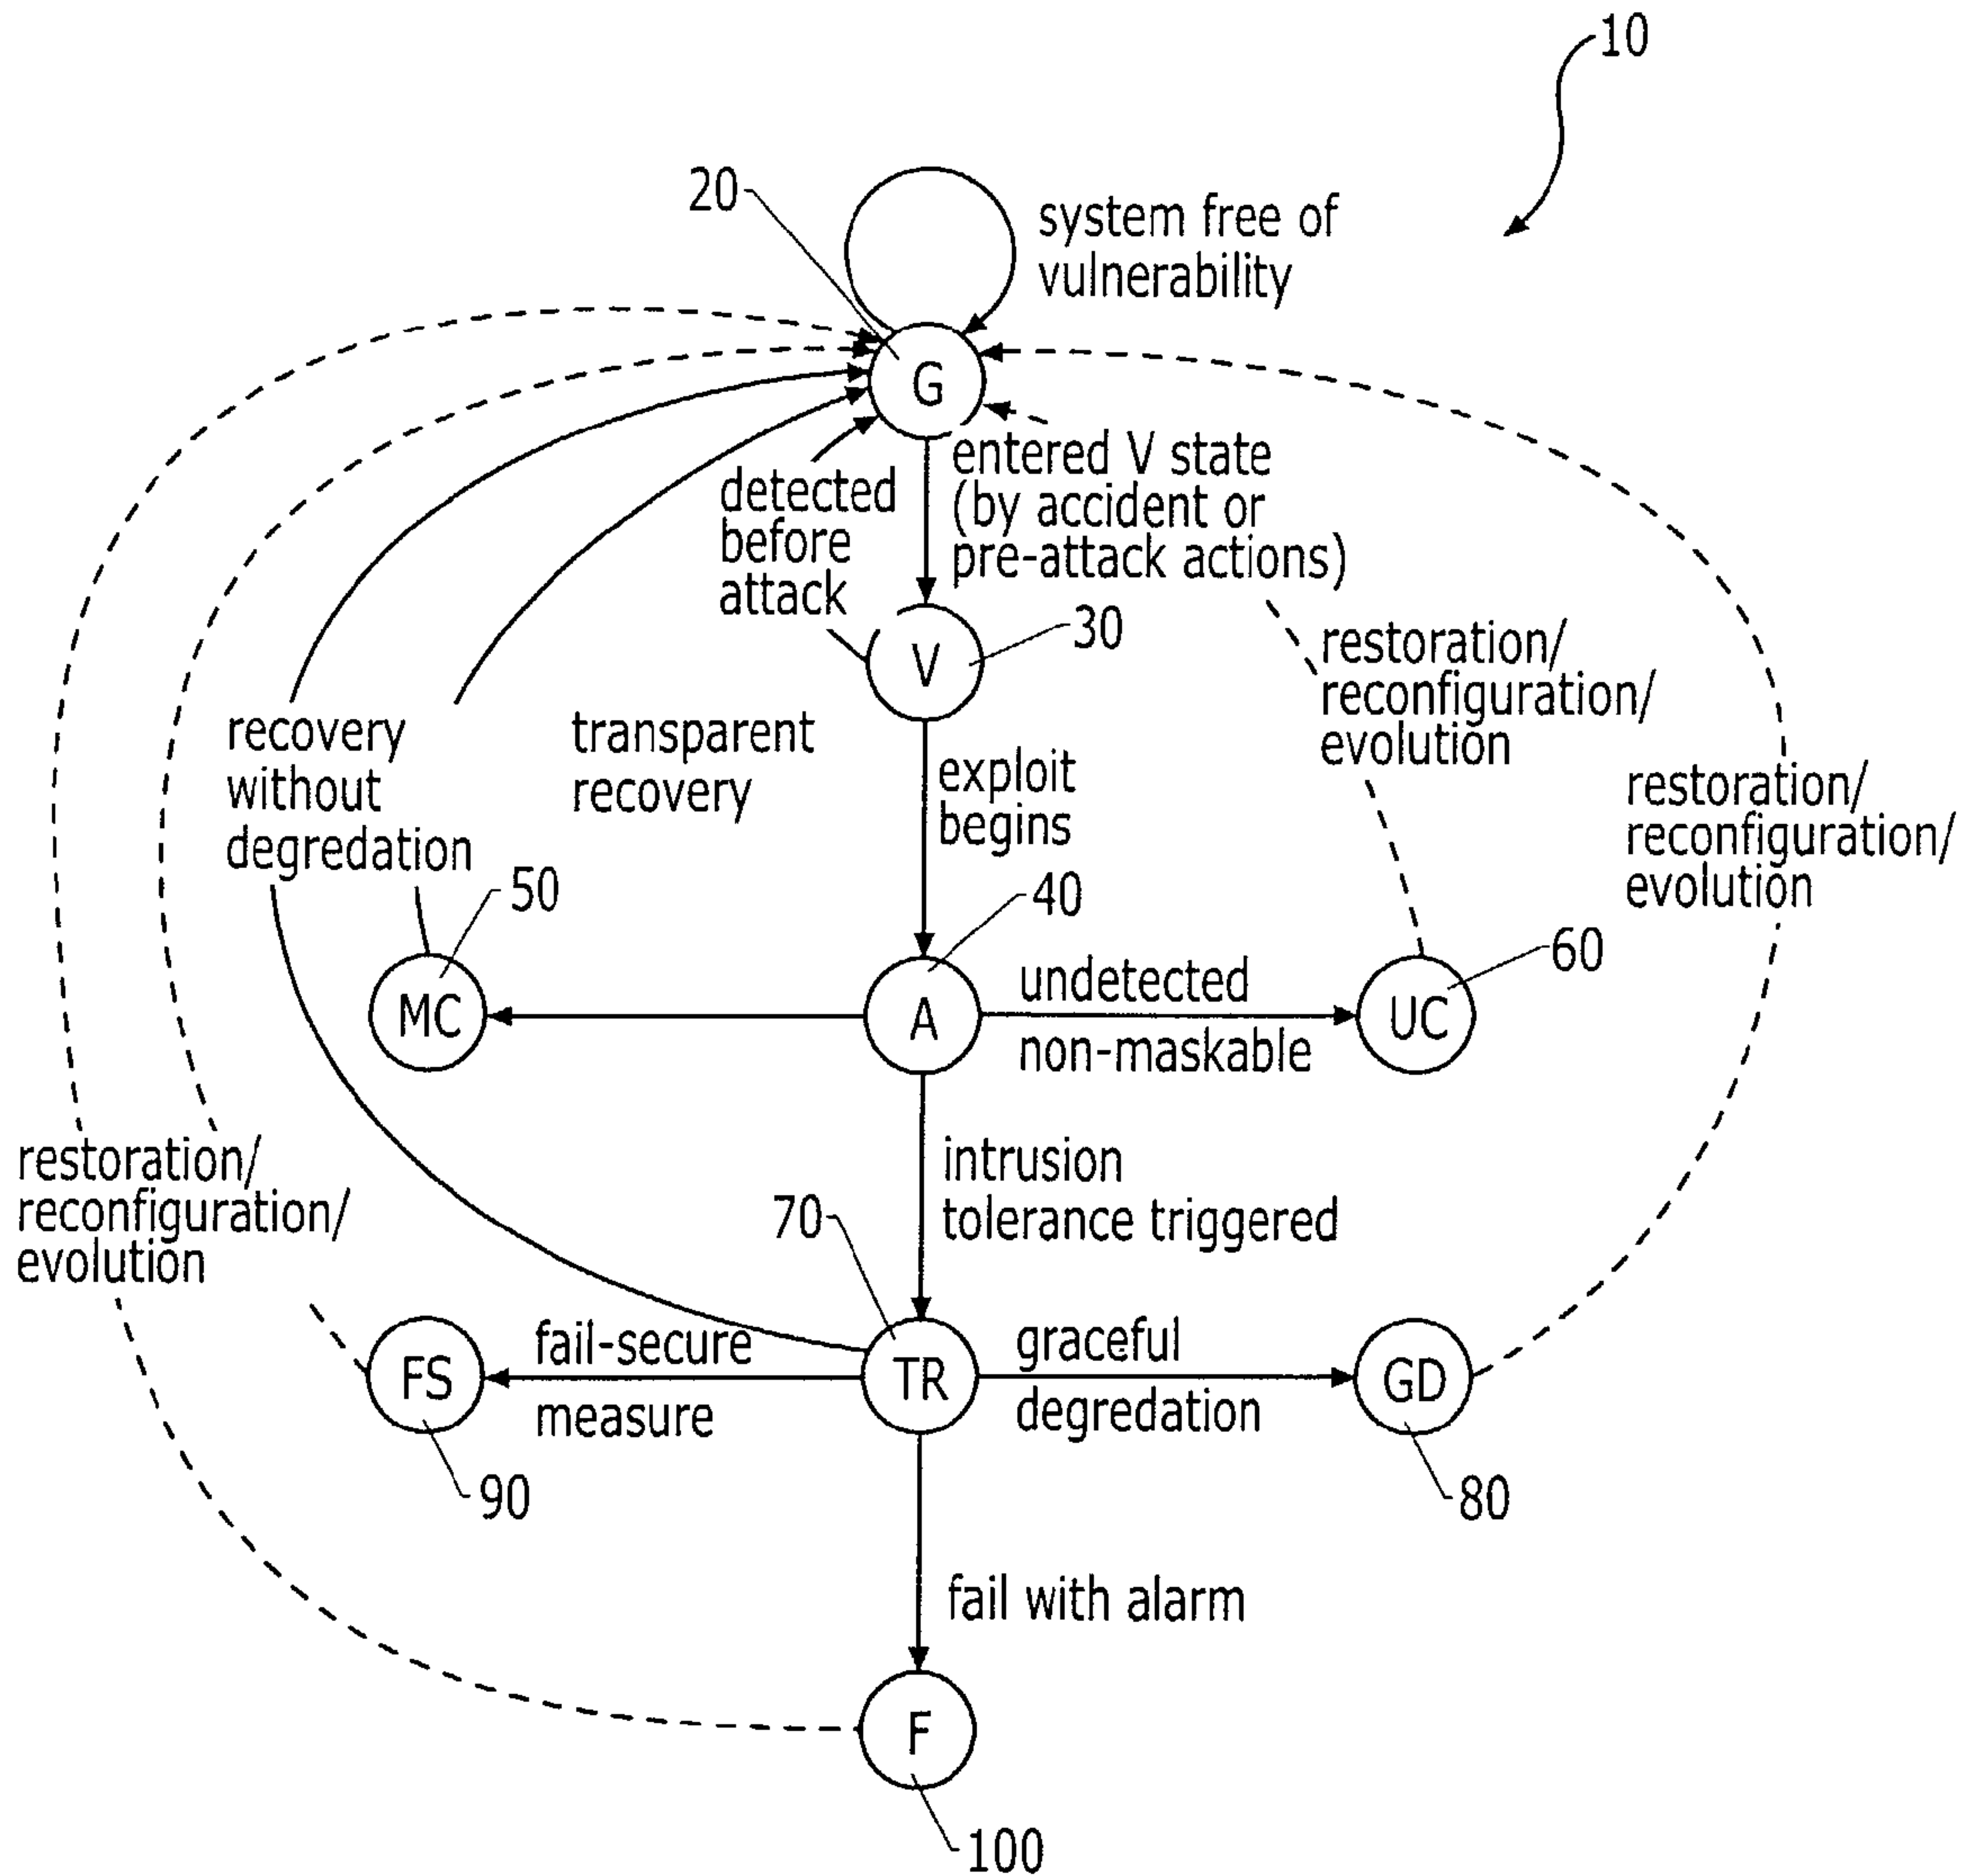 10
20
system free of
vulnerability
G
entered V state
(by accident or
pre-attack actions)
detected
before
attack
30
V
restoration/
reconfiguration/
evolution
recovery
without
degredation
transparent
recovery
exploit
begins
restoration/
reconfiguration/
evolution
50
40
60
MC
A
undetected
non-maskable
UC
restoration/
reconfiguration/
evolution
intrusion
tolerance triggered
70
FS
fail-secure
measure
TR
graceful
degredation
GD
90
80
fail with alarm
F
100